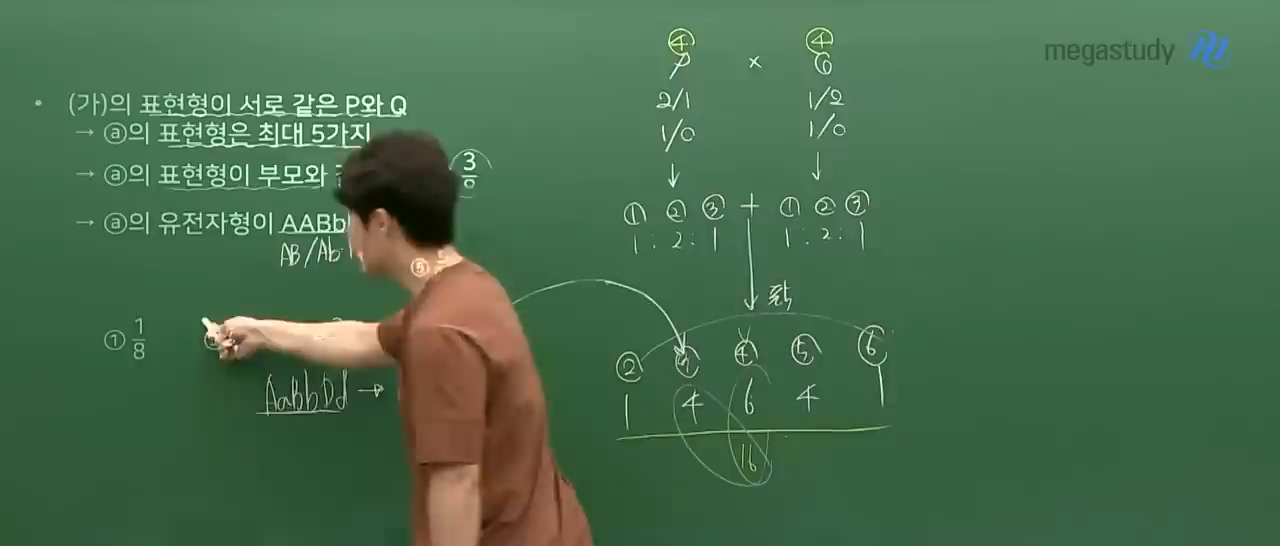 megastudy
• (가)의 표현형이 서로 같은 P와 Q
→ ⓐ의 표현형은 최대 5가지
→ ⓐ의 표현형이 부모와
3
→ ⓐ의 유전자형이 AABb
AB/Ab
⑤
① 1/8
AaBbDd →
④ ④
P × Q
2/1 1/2
1/0 1/0
↓ ↓
① ② ③ + ① ② ③
1 : 2 : 1 1 : 2 : 1
② ③ ④ ⑤ ⑥
1 4 6 4 1
16